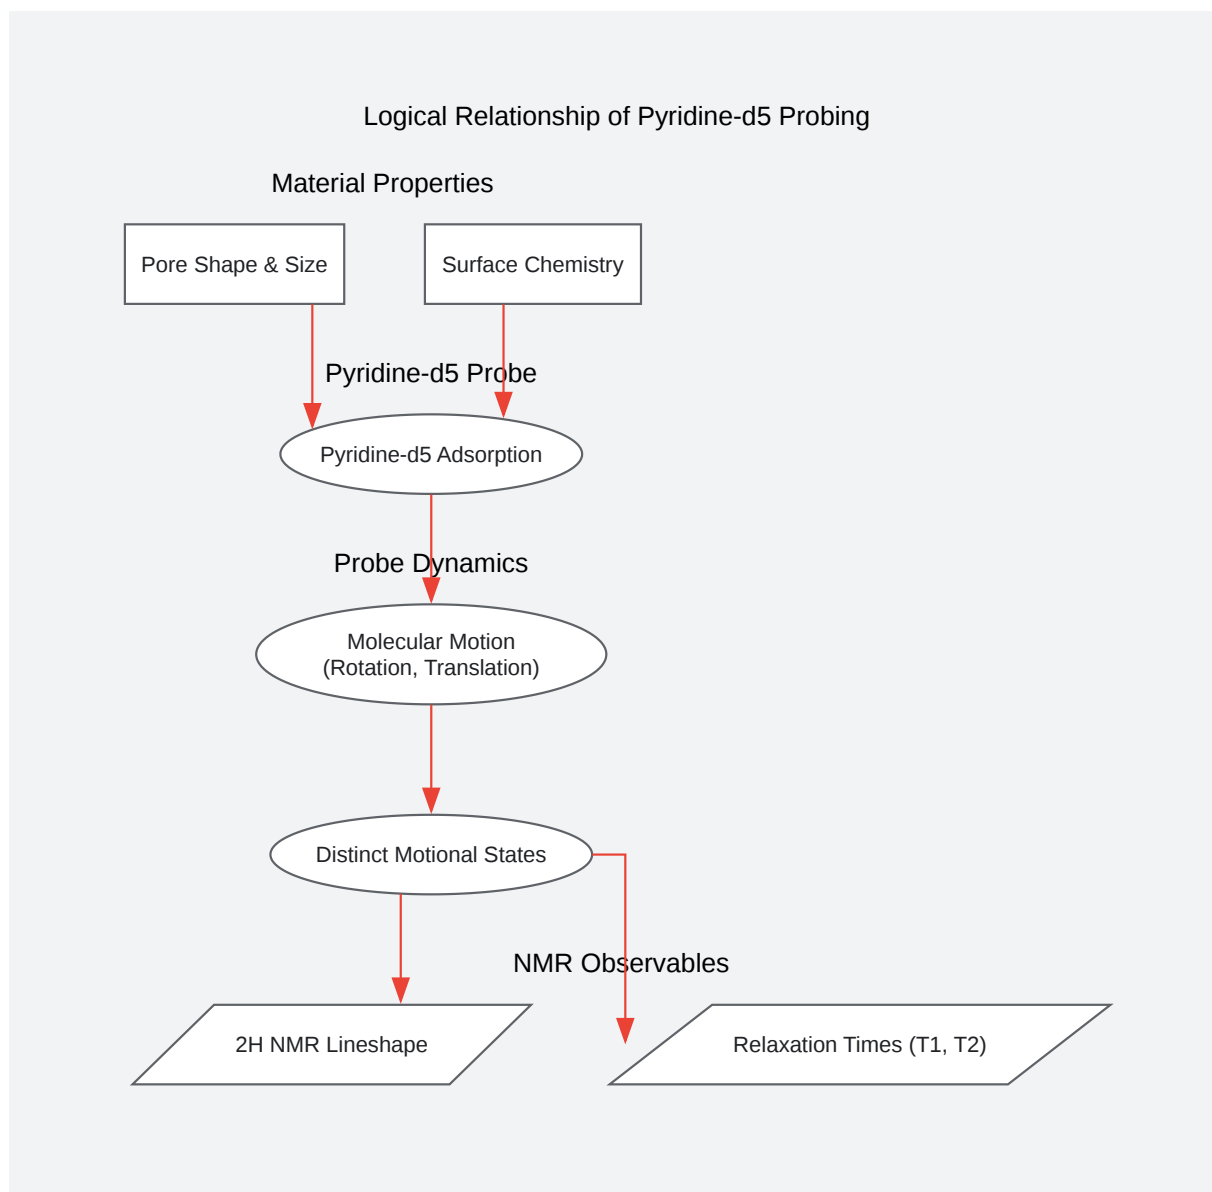 Logical Relationship of Pyridine-d5 Probing
Material Properties
Pore Shape & Size
Surface Chemistry
Pyridine-d5 Probe
Pyridine-d5 Adsorption
Probe Dynamics
Molecular Motion
(Rotation, Translation)
Distinct Motional States
NMR Observables
2H NMR Lineshape
Relaxation Times (T1, T2)